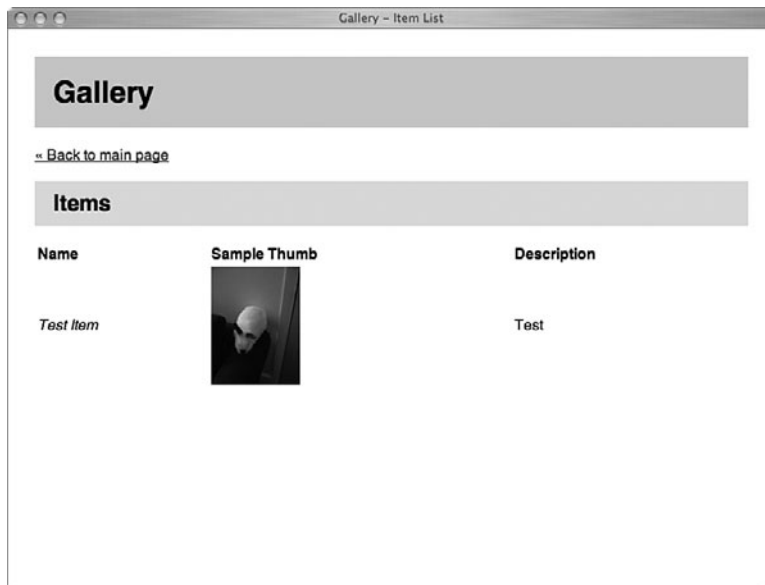 Gallery – Item List
Gallery
« Back to main page
Items
Name Sample Thumb Description
Test Item Test